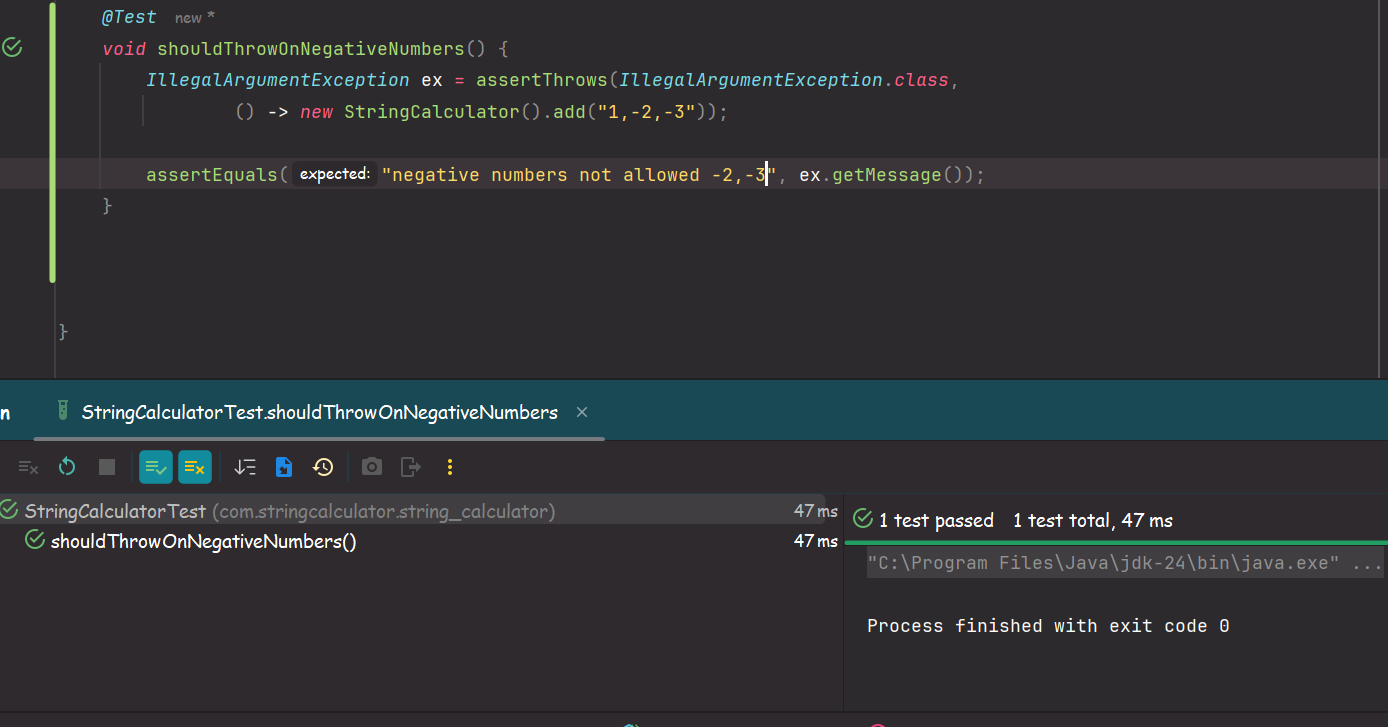 @Test new *
void shouldThrowOnNegativeNumbers() {
IllegalArgumentException ex = assertThrows(IllegalArgumentException.class,
() -> new StringCalculator().add("1,-2,-3"));
assertEquals( expected: "negative numbers not allowed -2,-3", ex.getMessage());
}
}
n StringCalculatorTest.shouldThrowOnNegativeNumbers ×
StringCalculatorTest (com.stringcalculator.string_calculator) 47 ms
shouldThrowOnNegativeNumbers() 47 ms
1 test passed 1 test total, 47 ms
"C:\Program Files\Java\jdk-24\bin\java.exe" ...
Process finished with exit code 0